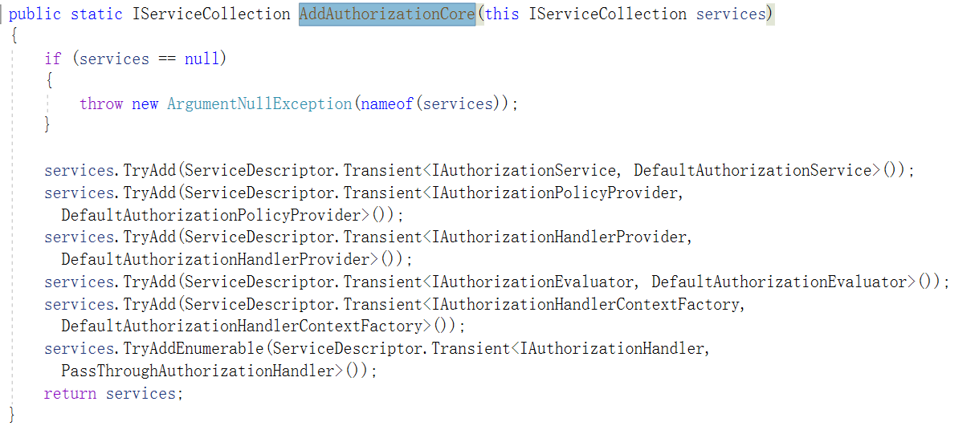 public static IServiceCollection AddAuthorizationCore(this IServiceCollection services)
{
if (services == null)
{
throw new ArgumentNullException(nameof(services));
}
services.TryAdd(ServiceDescriptor.Transient<IAuthorizationService, DefaultAuthorizationService>());
services.TryAdd(ServiceDescriptor.Transient<IAuthorizationPolicyProvider,
DefaultAuthorizationPolicyProvider>());
services.TryAdd(ServiceDescriptor.Transient<IAuthorizationHandlerProvider,
DefaultAuthorizationHandlerProvider>());
services.TryAdd(ServiceDescriptor.Transient<IAuthorizationEvaluator, DefaultAuthorizationEvaluator>());
services.TryAdd(ServiceDescriptor.Transient<IAuthorizationHandlerContextFactory,
DefaultAuthorizationHandlerContextFactory>());
services.TryAddEnumerable(ServiceDescriptor.Transient<IAuthorizationHandler,
PassThroughAuthorizationHandler>());
return services;
}